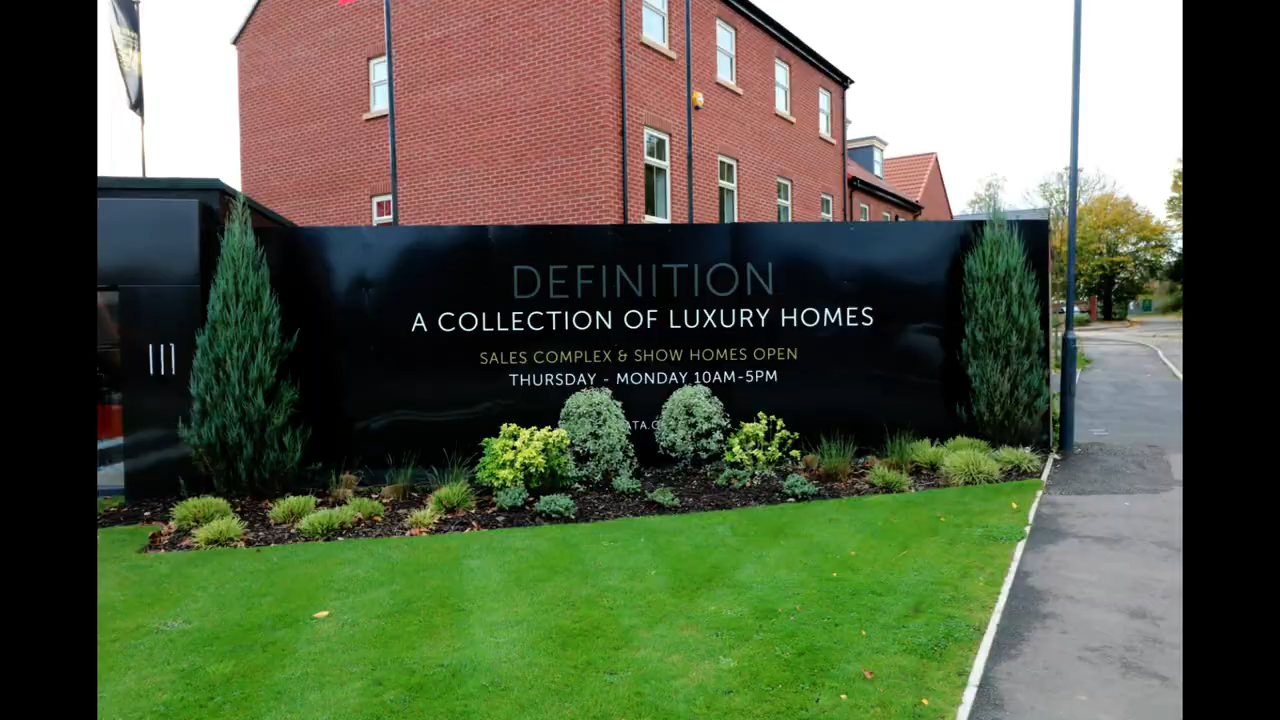 DEFINITION
A COLLECTION OF LUXURY HOMES
SALES COMPLEX & SHOW HOMES OPEN
THURSDAY - MONDAY 10AM-5PM